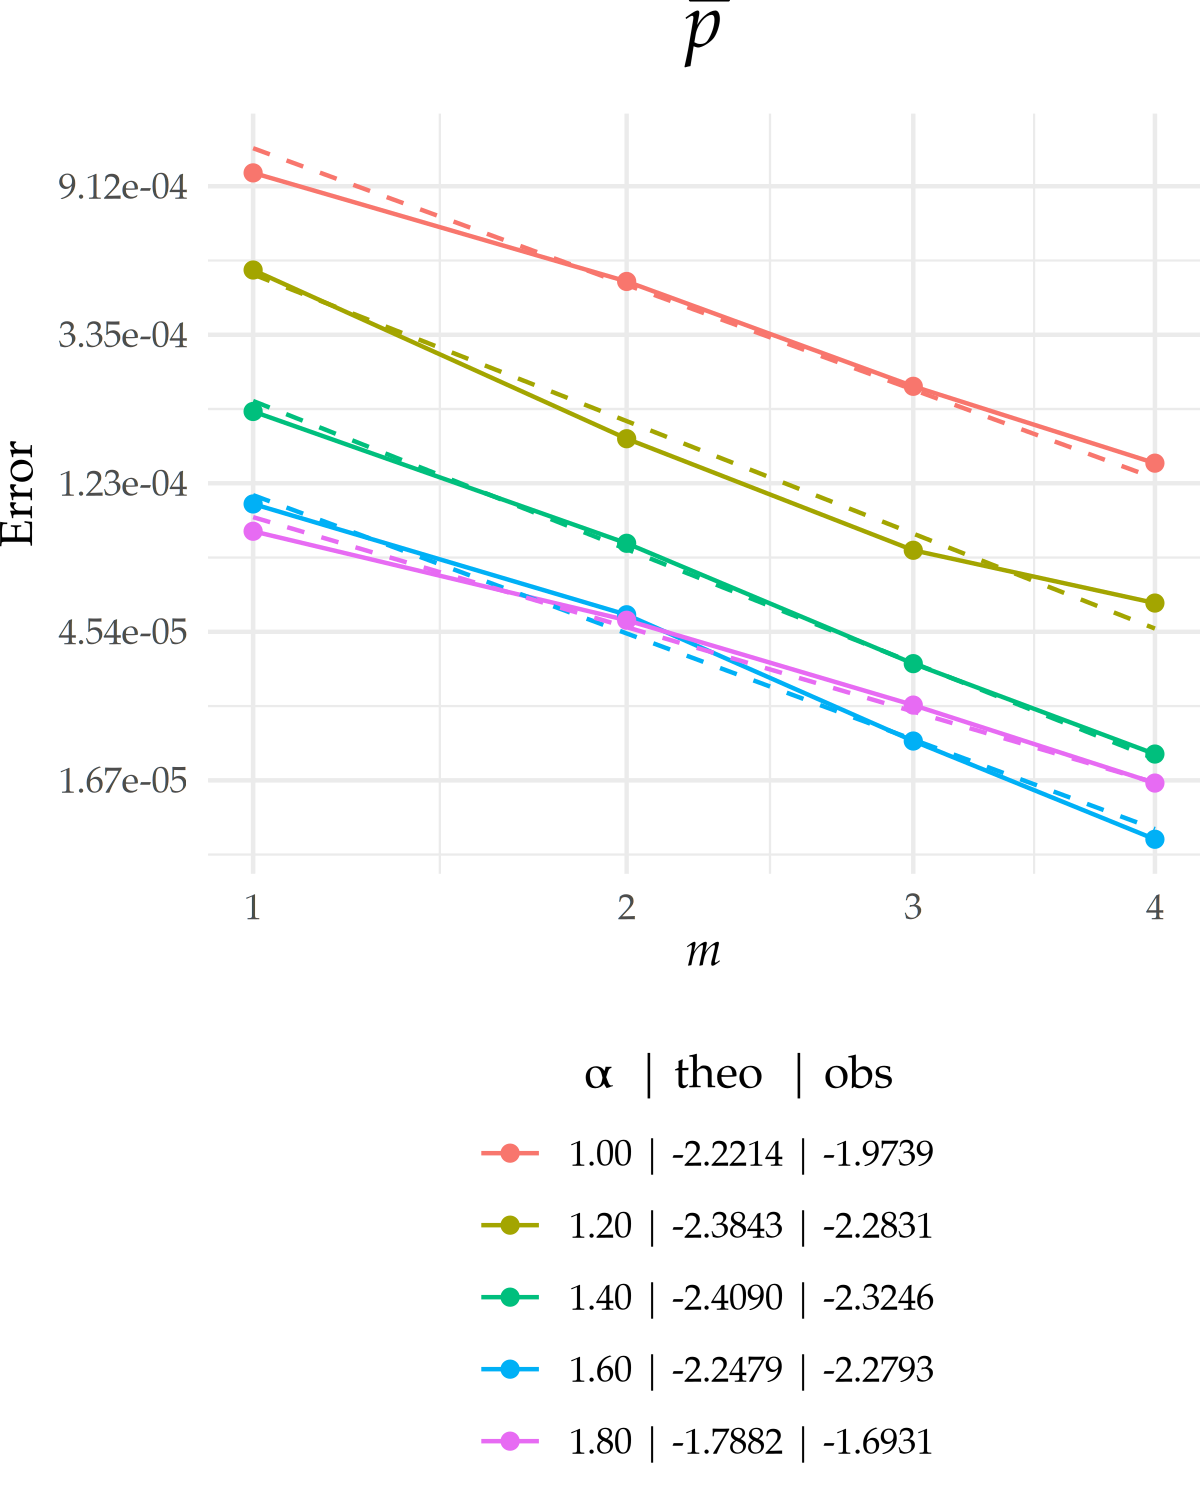 p̅
9.12e-04
3.35e-04
1.23e-04
4.54e-05
1.67e-05
Error
1 2 3 4
m
α | theo | obs
1.00 | -2.2214 | -1.9739
1.20 | -2.3843 | -2.2831
1.40 | -2.4090 | -2.3246
1.60 | -2.2479 | -2.2793
1.80 | -1.7882 | -1.6931